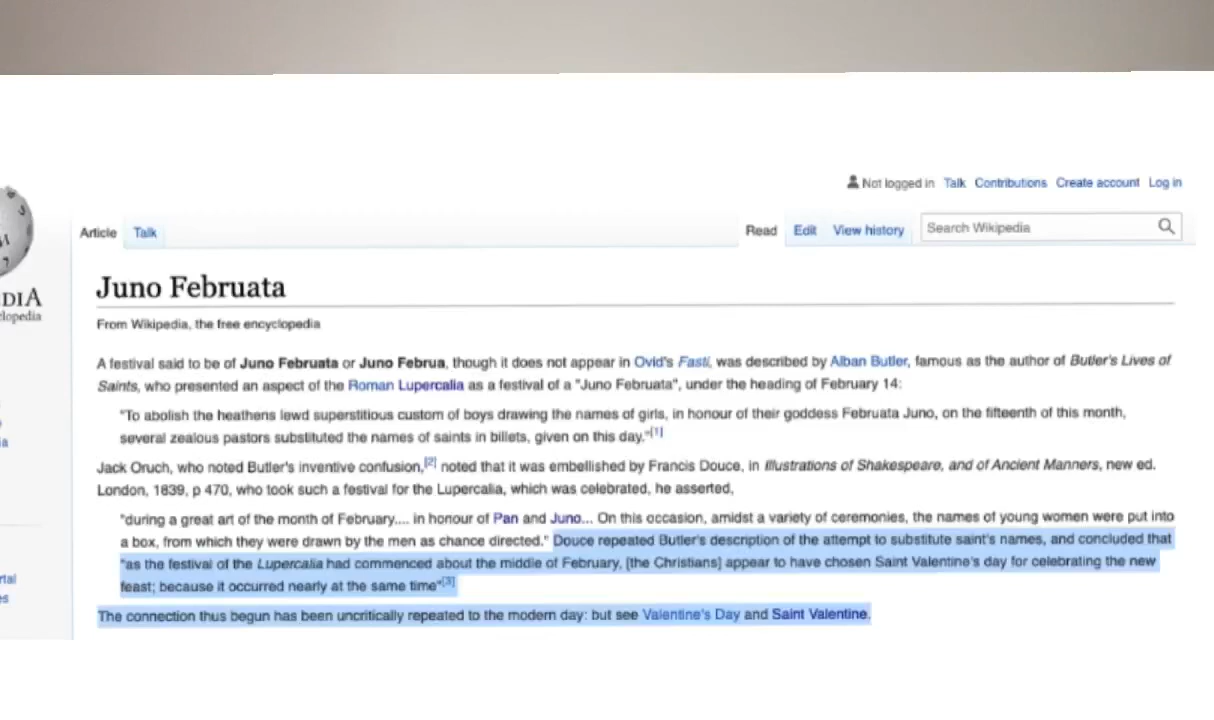 Not logged in Talk Contributions Create account Log in
Article Talk Read Edit View history Search Wikipedia
DIA
lopedia
Juno Februata
From Wikipedia, the free encyclopedia
A festival said to be of Juno Februata or Juno Februa, though it does not appear in Ovid's Fasti, was described by Alban Butler, famous as the author of Butler's Lives of
Saints, who presented an aspect of the Roman Lupercalia as a festival of a "Juno Februata", under the heading of February 14:
"To abolish the heathens lewd superstitious custom of boys drawing the names of girls, in honour of their goddess Februata Juno, on the fifteenth of this month,
several zealous pastors substituted the names of saints in billets, given on this day."[1]
Jack Oruch, who noted Butler's inventive confusion,[2] noted that it was embellished by Francis Douce, in Illustrations of Shakespeare, and of Ancient Manners, new ed.
London, 1839, p 470, who took such a festival for the Lupercalia, which was celebrated, he asserted,
"during a great art of the month of February.... in honour of Pan and Juno... On this occasion, amidst a variety of ceremonies, the names of young women were put into
a box, from which they were drawn by the men as chance directed." Douce repeated Butler's description of the attempt to substitute saint's names, and concluded that
"as the festival of the Lupercalia had commenced about the middle of February, [the Christians] appear to have chosen Saint Valentine's day for celebrating the new
feast; because it occurred nearly at the same time"[3]
The connection thus begun has been uncritically repeated to the modern day: but see Valentine's Day and Saint Valentine.